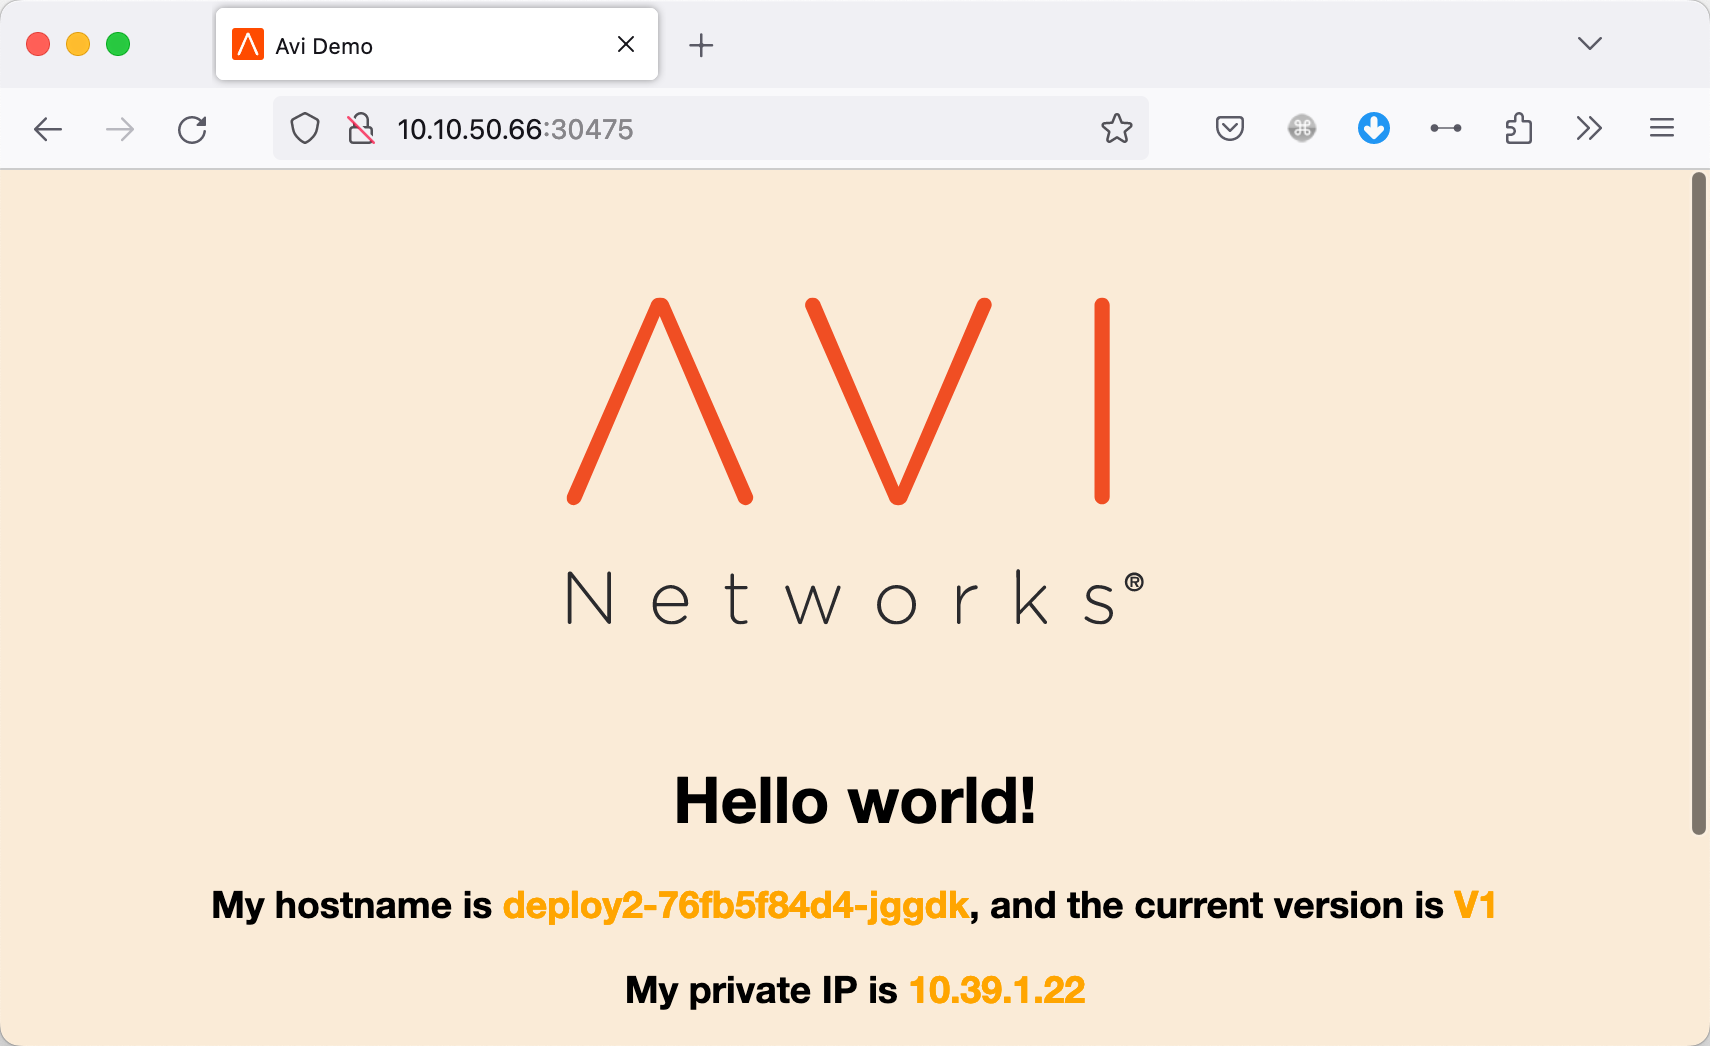 Avi Demo
10.10.50.66:30475
AVI
Networks®
Hello world!
My hostname is deploy2-76fb5f84d4-jggdk, and the current version is V1
My private IP is 10.39.1.22